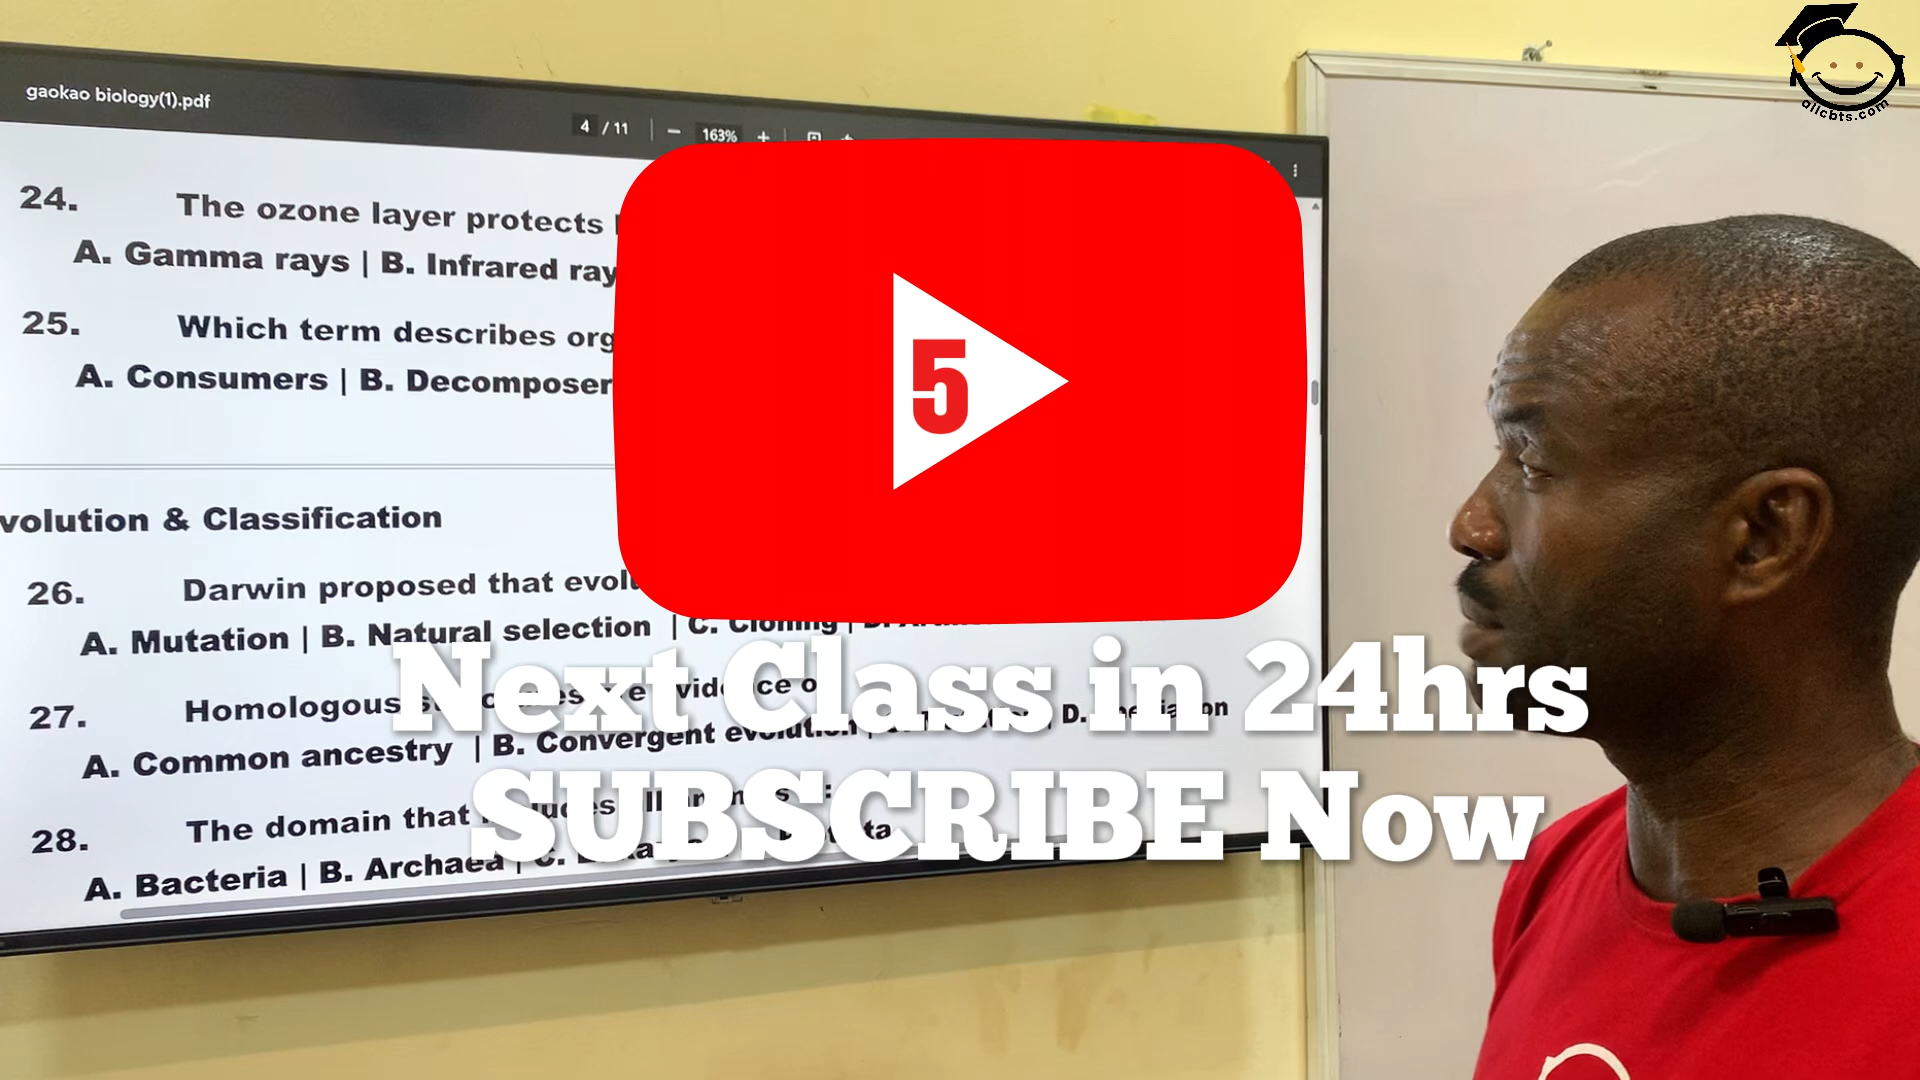 allcbts.com
gaokao biology(1).pdf
4 / 11
163%
24. The ozone layer protects
A. Gamma rays | B. Infrared ray
25. Which term describes org
A. Consumers | B. Decomposer
5
volution & Classification
26. Darwin proposed that evol
A. Mutation | B. Natural selection | C. Cloning |
27. Homologous
A. Common ancestry | B. Convergent evolution | D.
28. The domain that
A. Bacteria | B. Archaea | C.
Next Class in 24hrs
SUBSCRIBE Now